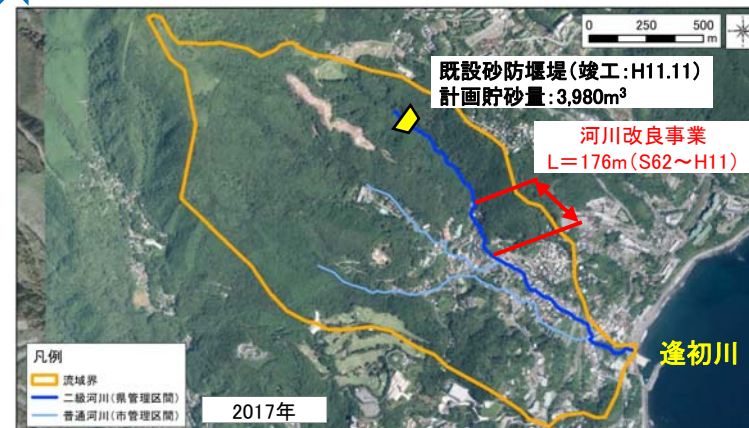 0 250 500
m
既設砂防堰堤(竣工:H11.11)
計画貯砂量:3,980m³
河川改良事業
L=176m(S62～H11)
逢初川
凡例
流域界
二級河川(県管理区間)
普通河川(市管理区間)
2017年